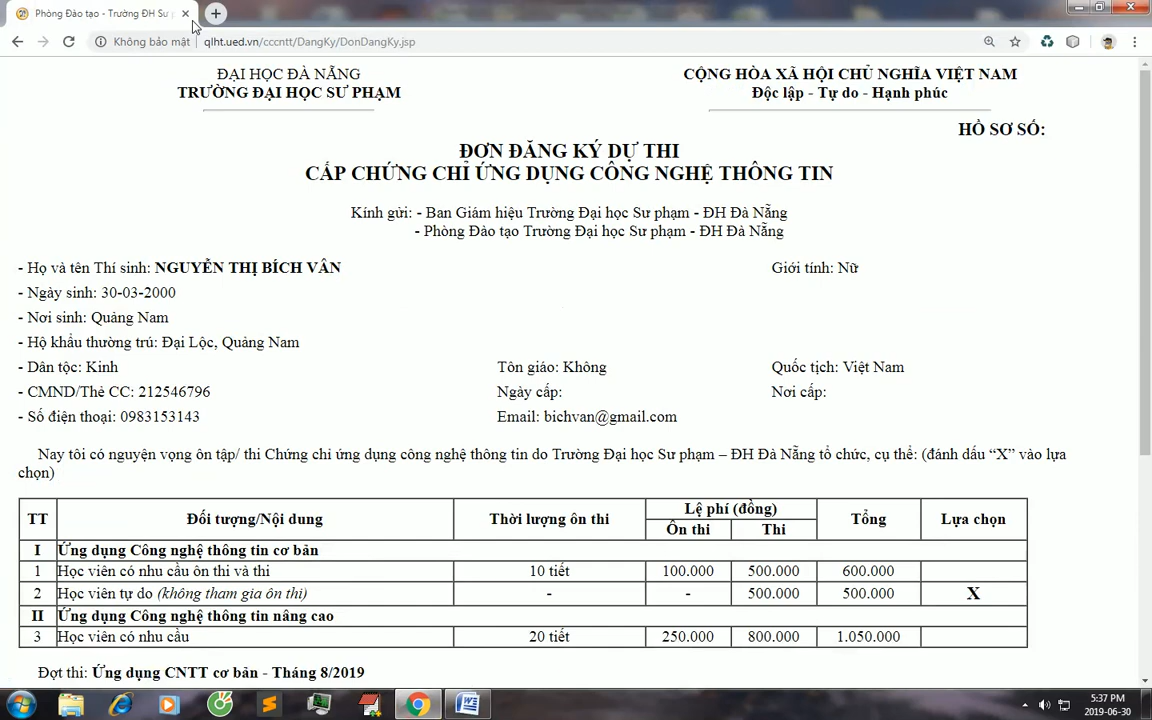 Phòng Đào tạo - Trường ĐH Sư p
Không bảo mật
qlht.ued.vn/cccntt/DangKy/DonDangKy.jsp
ĐẠI HỌC ĐÀ NẴNG
TRƯỜNG ĐẠI HỌC SƯ PHẠM
CỘNG HÒA XÃ HỘI CHỦ NGHĨA VIỆT NAM
Độc lập - Tự do - Hạnh phúc
HỒ SƠ SỐ:
ĐƠN ĐĂNG KÝ DỰ THI
CẤP CHỨNG CHỈ ỨNG DỤNG CÔNG NGHỆ THÔNG TIN
Kính gửi: - Ban Giám hiệu Trường Đại học Sư phạm - ĐH Đà Nẵng
- Phòng Đào tạo Trường Đại học Sư phạm - ĐH Đà Nẵng
- Họ và tên Thí sinh: NGUYỄN THỊ BÍCH VÂN Giới tính: Nữ
- Ngày sinh: 30-03-2000
- Nơi sinh: Quảng Nam
- Hộ khẩu thường trú: Đại Lộc, Quảng Nam
- Dân tộc: Kinh Tôn giáo: Không Quốc tịch: Việt Nam
- CMND/Thẻ CC: 212546796 Ngày cấp: Nơi cấp:
- Số điện thoại: 0983153143 Email: bichvan@gmail.com
Nay tôi có nguyện vọng ôn tập/ thi Chứng chỉ ứng dụng công nghệ thông tin do Trường Đại học Sư phạm – ĐH Đà Nẵng tổ chức, cụ thể: (đánh dấu “X” vào lựa
chọn)
TT Đối tượng/Nội dung Thời lượng ôn thi Lệ phí (đồng) Tổng Lựa chọn
Ôn thi Thi
I Ứng dụng Công nghệ thông tin cơ bản
1 Học viên có nhu cầu ôn thi và thi 10 tiết 100.000 500.000 600.000
2 Học viên tự do (không tham gia ôn thi) - - 500.000 500.000 X
II Ứng dụng Công nghệ thông tin nâng cao
3 Học viên có nhu cầu 20 tiết 250.000 800.000 1.050.000
Đợt thi: Ứng dụng CNTT cơ bản - Tháng 8/2019
5:37 PM
2019-06-30